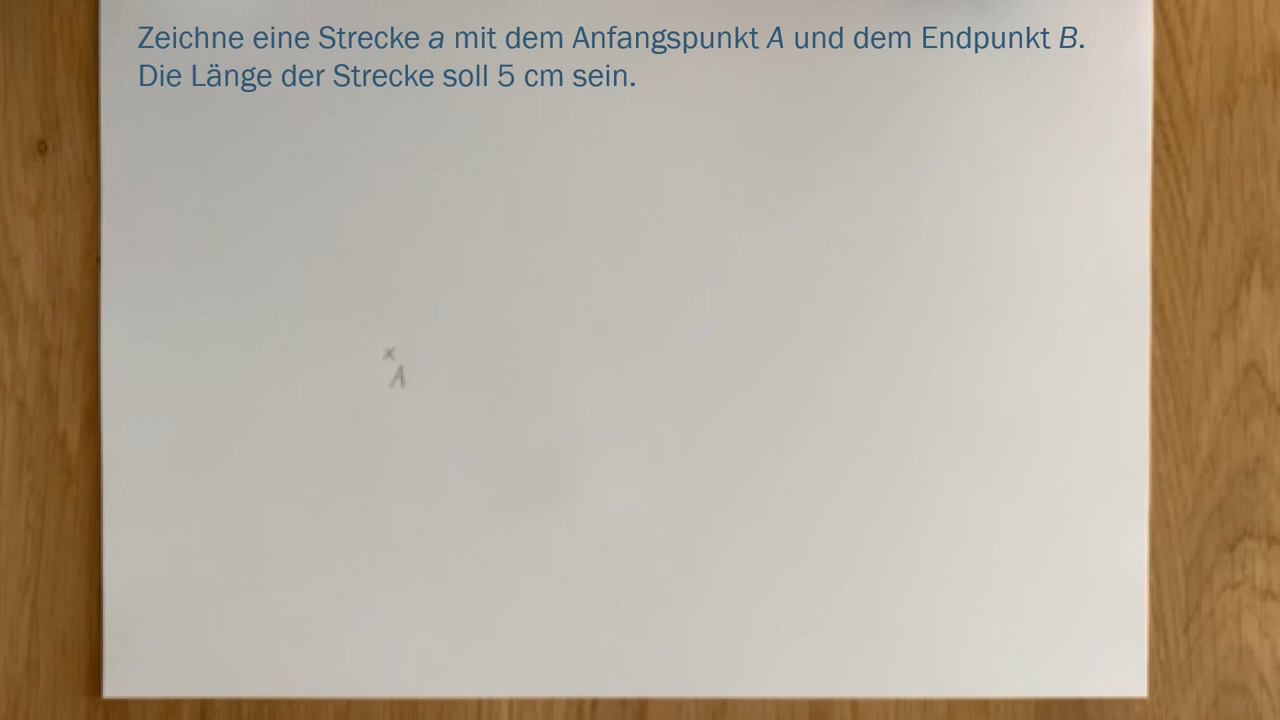 Zeichne eine Strecke a mit dem Anfangspunkt A und dem Endpunkt B.
Die Länge der Strecke soll 5 cm sein.
A